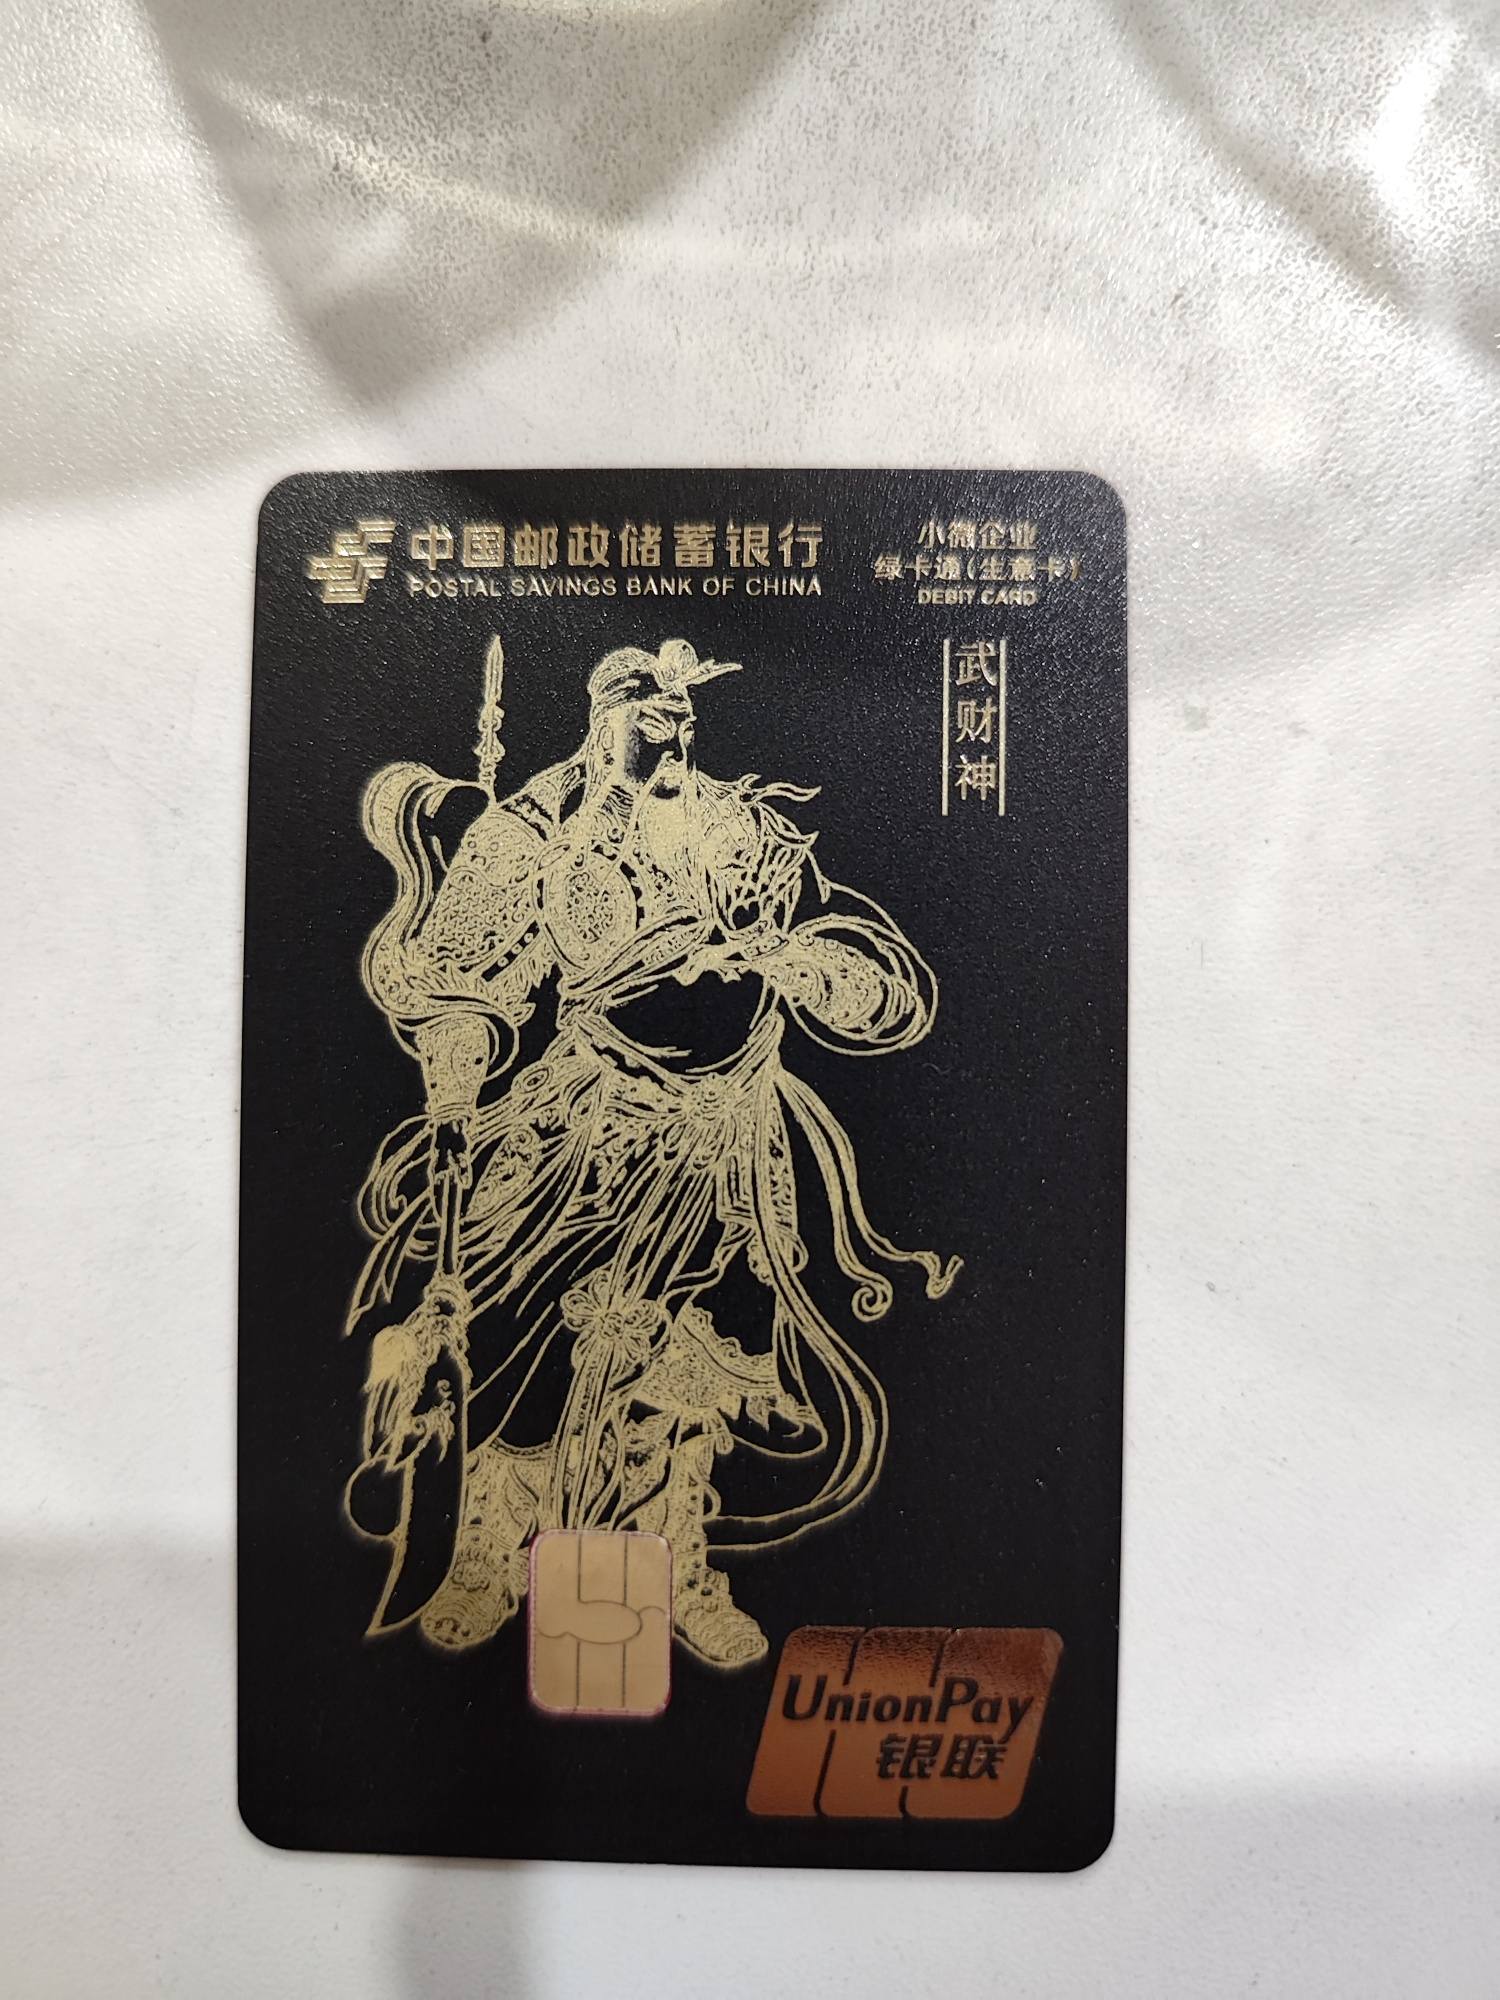 中国邮政储蓄银行
POSTAL SAVINGS BANK OF CHINA
小微企业
绿卡通(生意卡)
DEBIT CARD
武财神
UnionPay
银联